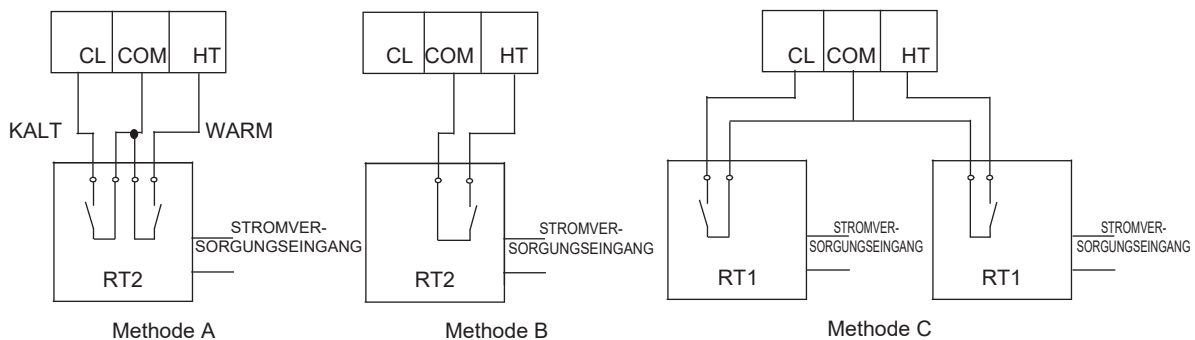 CL COM HT
KALT
WARM
STROMVER-
SORGUNGSEINGANG
RT2
Methode A
CL COM HT
STROMVER-
SORGUNGSEINGANG
RT2
Methode B
CL COM HT
STROMVER-
SORGUNGSEINGANG
RT1
STROMVER-
SORGUNGSEINGANG
RT1
Methode C